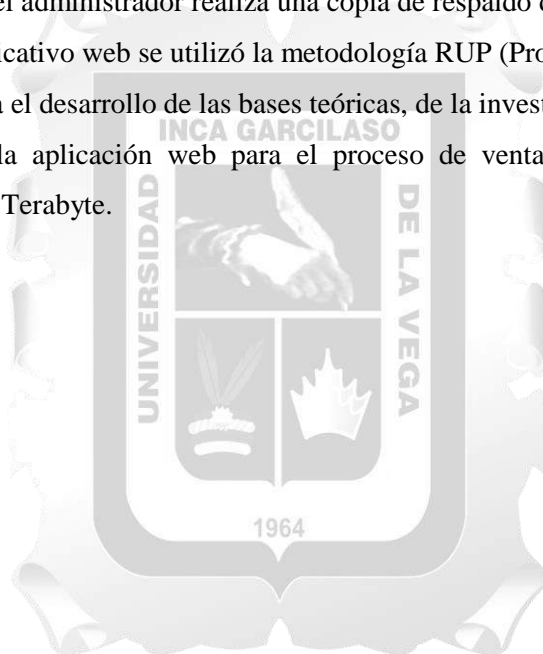 el administrador realiza una copia de respaldo
icativo web se utilizó la metodología RUP (Pro
el desarrollo de las bases teóricas, de la invest
la aplicación web para el proceso de venta
Terabyte.
INCA GARCILASO
UNIVERSIDAD
DE LA VEGA
1964